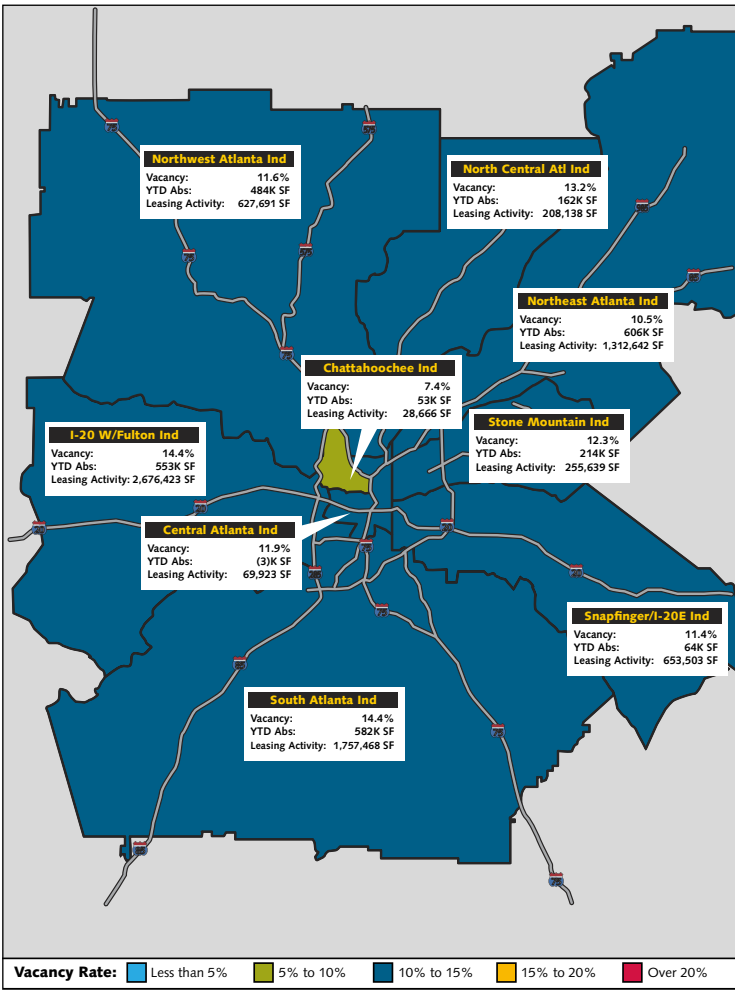 Northwest Atlanta Ind
Vacancy: 11.6%
YTD Abs: 484K SF
Leasing Activity: 627,691 SF
North Central Atl Ind
Vacancy: 13.2%
YTD Abs: 162K SF
Leasing Activity: 208,138 SF
Northeast Atlanta Ind
Vacancy: 10.5%
YTD Abs: 606K SF
Leasing Activity: 1,312,642 SF
Chattahoochee Ind
Vacancy: 7.4%
YTD Abs: 53K SF
Leasing Activity: 28,666 SF
I-20 W/Fulton Ind
Vacancy: 14.4%
YTD Abs: 553K SF
Leasing Activity: 2,676,423 SF
Stone Mountain Ind
Vacancy: 12.3%
YTD Abs: 214K SF
Leasing Activity: 255,639 SF
Central Atlanta Ind
Vacancy: 11.9%
YTD Abs: (3)K SF
Leasing Activity: 69,923 SF
Snapfinger/I-20E Ind
Vacancy: 11.4%
YTD Abs: 64K SF
Leasing Activity: 653,503 SF
South Atlanta Ind
Vacancy: 14.4%
YTD Abs: 582K SF
Leasing Activity: 1,757,468 SF
Vacancy Rate: Less than 5% 5% to 10% 10% to 15% 15% to 20% Over 20%